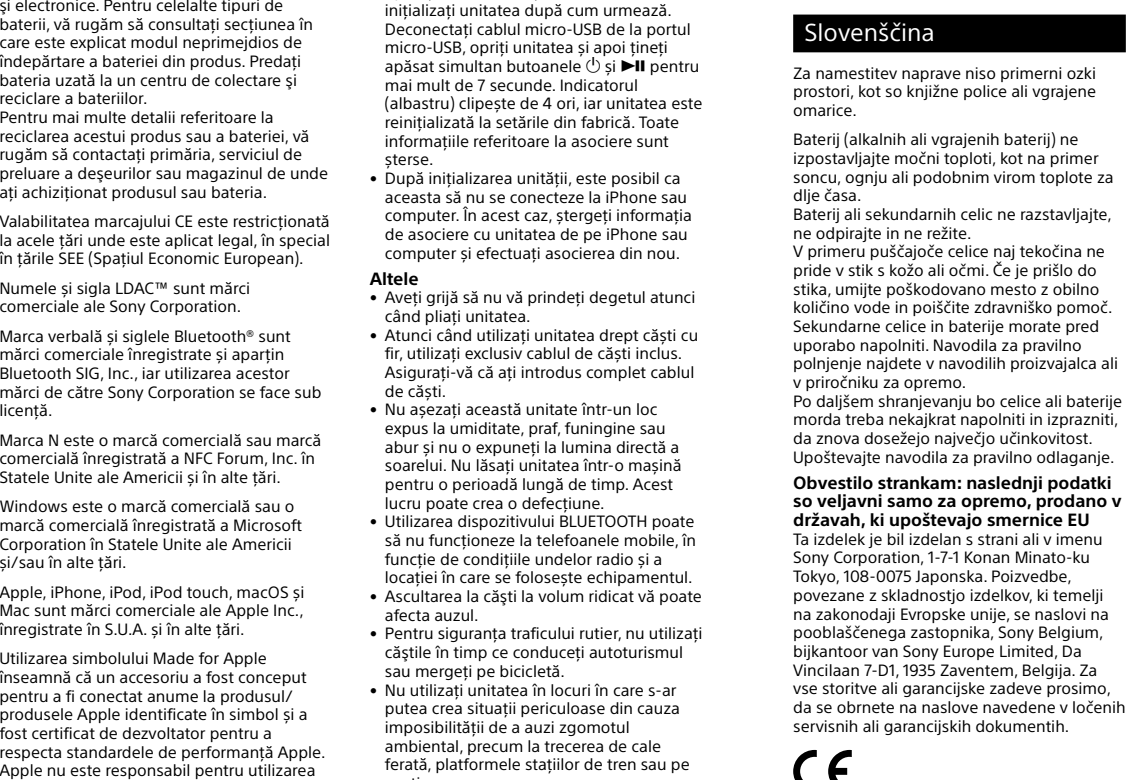 și electronice. Pentru celelalte tipuri de
baterii, vă rugăm să consultați secțiunea în
care este explicat modul neprimejdios de
îndepărtare a bateriei din produs. Predați
bateria uzată la un centru de colectare şi
reciclare a bateriilor.
Pentru mai multe detalii referitoare la
reciclarea acestui produs sau a bateriei, vă
rugăm să contactați primăria, serviciul de
preluare a deşeurilor sau magazinul de unde
ați achiziționat produsul sau bateria.
Valabilitatea marcajului CE este restricționată
la acele țări unde este aplicat legal, în special
în țările SEE (Spațiul Economic European).
Numele și sigla LDAC™ sunt mărci
comerciale ale Sony Corporation.
Marca verbală și siglele Bluetooth® sunt
mărci comerciale înregistrate și aparțin
Bluetooth SIG, Inc., iar utilizarea acestor
mărci de către Sony Corporation se face sub
licență.
Marca N este o marcă comercială sau marcă
comercială înregistrată a NFC Forum, Inc. în
Statele Unite ale Americii și în alte țări.
Windows este o marcă comercială sau o
marcă comercială înregistrată a Microsoft
Corporation în Statele Unite ale Americii
și/sau în alte țări.
Apple, iPhone, iPod, iPod touch, macOS și
Mac sunt mărci comerciale ale Apple Inc.,
înregistrate în S.U.A. și în alte țări.
Utilizarea simbolului Made for Apple
înseamnă că un accesoriu a fost conceput
pentru a fi conectat anume la produsul/
produsele Apple identificate în simbol și a
fost certificat de dezvoltator pentru a
respecta standardele de performanță Apple.
Apple nu este responsabil pentru utilizarea
inițializați unitatea după cum urmează.
Deconectați cablul micro-USB de la portul
micro-USB, opriți unitatea și apoi țineți
apăsat simultan butoanele ⏻ și ⏯ pentru
mai mult de 7 secunde. Indicatorul
(albastru) clipește de 4 ori, iar unitatea este
reinițializată la setările din fabrică. Toate
informațiile referitoare la asociere sunt
șterse.
• După inițializarea unității, este posibil ca
aceasta să nu se conecteze la iPhone sau
computer. În acest caz, ștergeți informația
de asociere cu unitatea de pe iPhone sau
computer și efectuați asocierea din nou.
Altele
• Aveți grijă să nu vă prindeți degetul atunci
când pliați unitatea.
• Atunci când utilizați unitatea drept căști cu
fir, utilizați exclusiv cablul de căști inclus.
Asigurați-vă că ați introdus complet cablul
de căști.
• Nu așezați această unitate într-un loc
expus la umiditate, praf, funingine sau
abur și nu o expuneți la lumina directă a
soarelui. Nu lăsați unitatea într-o mașină
pentru o perioadă lungă de timp. Acest
lucru poate crea o defecțiune.
• Utilizarea dispozitivului BLUETOOTH poate
să nu funcționeze la telefoanele mobile, în
funcție de condițiile undelor radio și a
locației în care se folosește echipamentul.
• Ascultarea la căşti la volum ridicat vă poate
afecta auzul.
• Pentru siguranța traficului rutier, nu utilizați
căştile în timp ce conduceți autoturismul
sau mergeți pe bicicletă.
• Nu utilizați unitatea în locuri în care s-ar
putea crea situații periculoase din cauza
imposibilității de a auzi zgomotul
ambiental, precum la trecerea de cale
ferată, platformele stațiilor de tren sau pe
Slovenščina
Za namestitev naprave niso primerni ozki
prostori, kot so knjižne police ali vgrajene
omarice.
Baterij (alkalnih ali vgrajenih baterij) ne
izpostavljajte močni toploti, kot na primer
soncu, ognju ali podobnim virom toplote za
dlje časa.
Baterij ali sekundarnih celic ne razstavljajte,
ne odpirajte in ne režite.
V primeru puščajoče celice naj tekočina ne
pride v stik s kožo ali očmi. Če je prišlo do
stika, umijte poškodovano mesto z obilno
količino vode in poiščite zdravniško pomoč.
Sekundarne celice in baterije morate pred
uporabo napolniti. Navodila za pravilno
polnjenje najdete v navodilih proizvajalca ali
v priročniku za opremo.
Po daljšem shranjevanju bo celice ali baterije
morda treba nekajkrat napolniti in izprazniti,
da znova dosežejo največjo učinkovitost.
Upoštevajte navodila za pravilno odlaganje.
Obvestilo strankam: naslednji podatki
so veljavni samo za opremo, prodano v
državah, ki upoštevajo smernice EU
Ta izdelek je bil izdelan s strani ali v imenu
Sony Corporation, 1-7-1 Konan Minato-ku
Tokyo, 108-0075 Japonska. Poizvedbe,
povezane z skladnostjo izdelkov, ki temelji
na zakonodaji Evropske unije, se naslovi na
pooblaščenega zastopnika, Sony Belgium,
bijkantoor van Sony Europe Limited, Da
Vincilaan 7-D1, 1935 Zaventem, Belgija. Za
vse storitve ali garancijske zadeve prosimo,
da se obrnete na naslove navedene v ločenih
servisnih ali garancijskih dokumentih.
CE